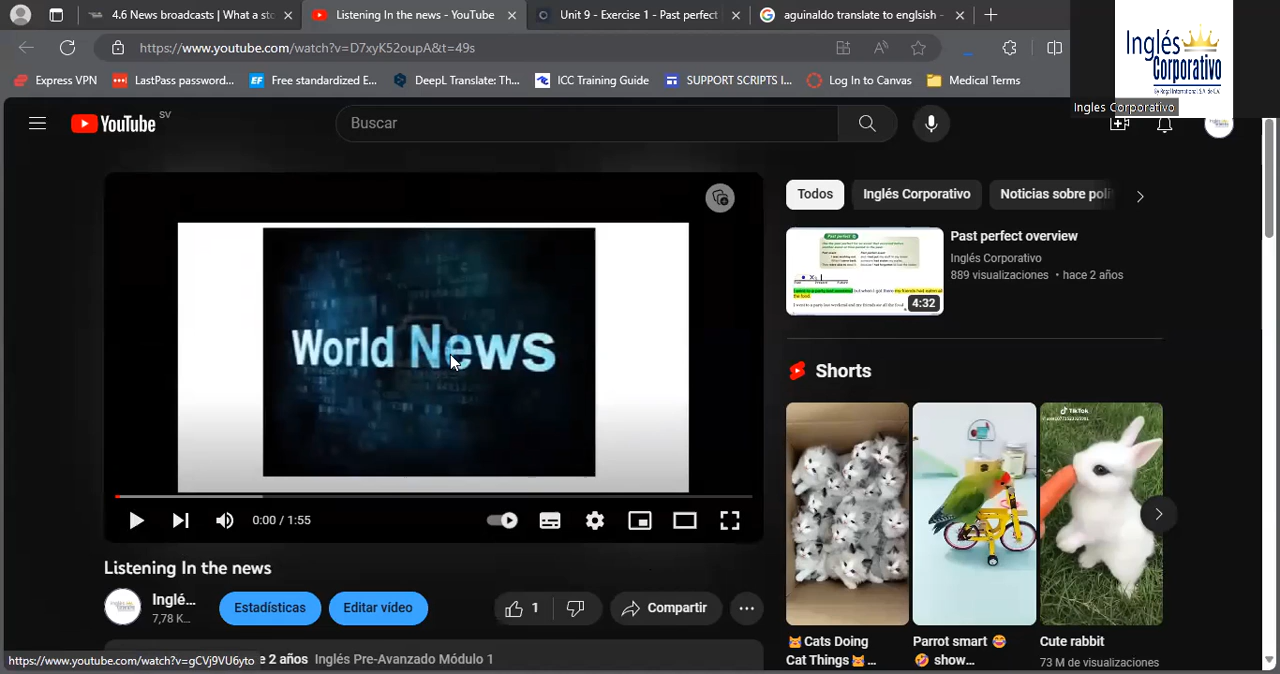 4.6 News broadcasts | What a sto
Listening In the news - YouTube
Unit 9 - Exercise 1 - Past perfect
aguinaldo translate to englsish -
https://www.youtube.com/watch?v=D7xyK52oupA&t=49s
Express VPN
LastPass password...
Free standardized E...
DeepL Translate: Th...
ICC Training Guide
SUPPORT SCRIPTS I...
Log In to Canvas
Medical Terms
Inglés
Corporativo
Ingles Corporativo
YouTube SV
Buscar
Todos
Inglés Corporativo
Noticias sobre polí
World News
Past perfect overview
Inglés Corporativo
889 visualizaciones • hace 2 años
4:32
Shorts
0:00 / 1:55
Listening In the news
Inglé...
7,78 K...
Estadísticas
Editar vídeo
1
Compartir
TikTok
Cats Doing
Cat Things
...
Parrot smart
show...
Cute rabbit
73 M de visualizaciones
https://www.youtube.com/watch?v=gCVj9VU6yto
e 2 años Inglés Pre-Avanzado Módulo 1